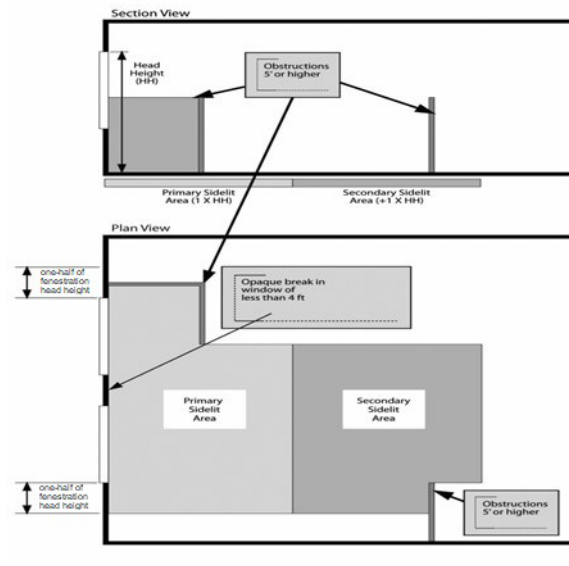 Section View
Head
Height
(HH)
Obstructions
5' or higher
Primary Sidelit
Area (1 X HH)
Secondary Sidelit
Area (+1 X HH)
Plan View
one-half of
fenestration
head height
Opaque break in
window of
less than 4 ft
Primary
Sidelit
Area
Secondary
Sidelit
Area
one-half of
fenestration
head height
Obstructions
5' or higher